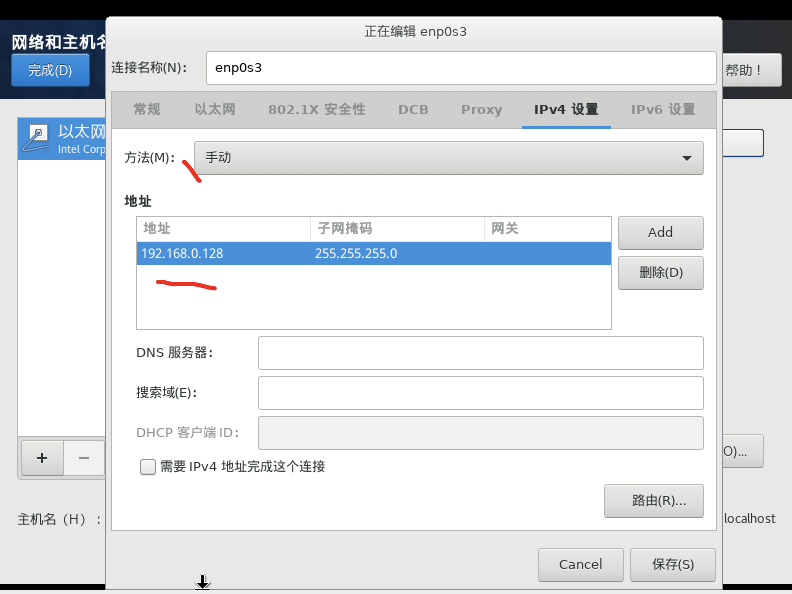 正在编辑 enp0s3
网络和主机名
完成(D)
帮助！
连接名称(N)： enp0s3
常规 以太网 802.1X 安全性 DCB Proxy IPv4 设置 IPv6 设置
以太网
Intel Corp
方法(M)： 手动
地址
地址 子网掩码 网关
192.168.0.128 255.255.255.0
Add
删除(D)
DNS 服务器：
搜索域(E)：
DHCP 客户端 ID：
需要 IPv4 地址完成这个连接
+ −
O)...
路由(R)...
主机名（H）：
localhost
Cancel 保存(S)